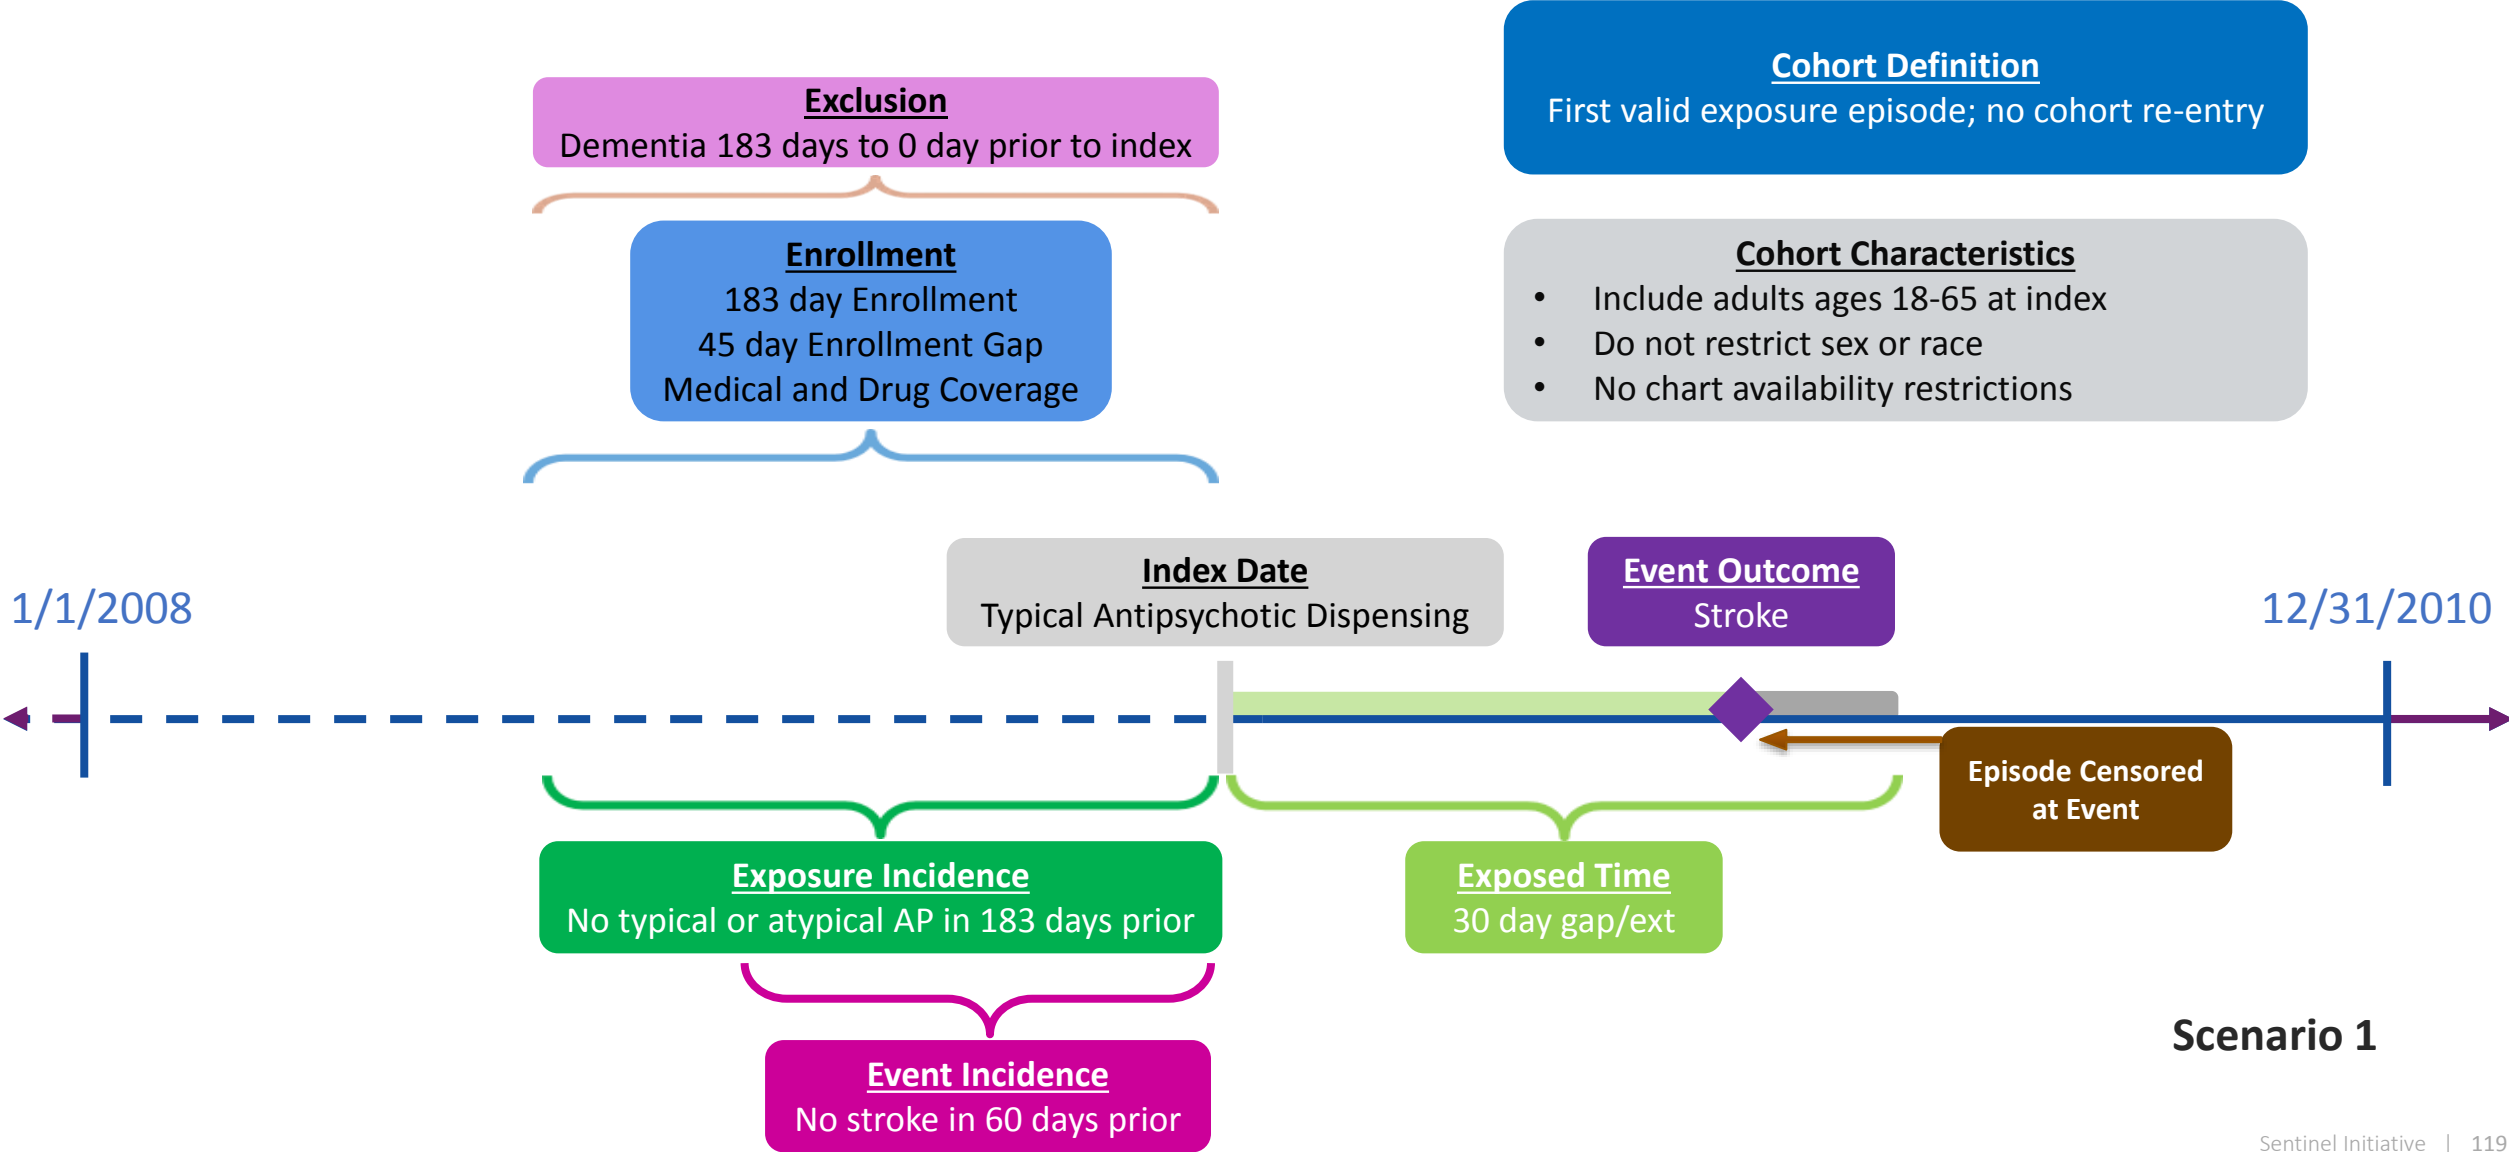 Cohort Definition
First valid exposure episode; no cohort re-entry
Exclusion
Dementia 183 days to 0 day prior to index
Enrollment
183 day Enrollment
45 day Enrollment Gap
Medical and Drug Coverage
Cohort Characteristics
• Include adults ages 18-65 at index
• Do not restrict sex or race
• No chart availability restrictions
Index Date
Typical Antipsychotic Dispensing
Event Outcome
Stroke
1/1/2008
12/31/2010
Episode Censored
at Event
Exposure Incidence
No typical or atypical AP in 183 days prior
Exposed Time
30 day gap/ext
Event Incidence
No stroke in 60 days prior
Scenario 1
Sentinel Initiative | 119